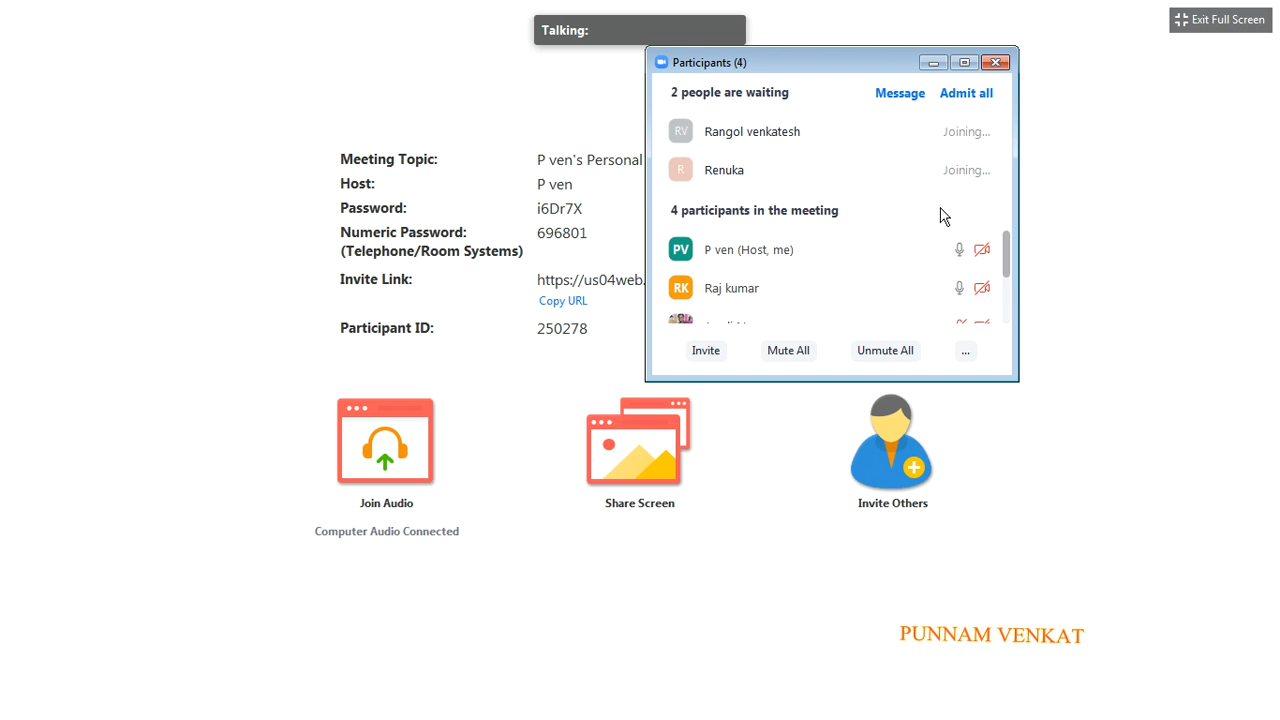 Exit Full Screen
Talking:
Participants (4)
2 people are waiting
Message
Admit all
RV
Rangol venkatesh
Joining...
R
Renuka
Joining...
4 participants in the meeting
PV
P ven (Host, me)
RK
Raj kumar
Invite
Mute All
Unmute All
...
Meeting Topic:
P ven's Personal
Host:
P ven
Password:
i6Dr7X
Numeric Password:
(Telephone/Room Systems)
696801
Invite Link:
https://us04web.
Copy URL
Participant ID:
250278
Join Audio
Share Screen
Invite Others
Computer Audio Connected
PUNNAM VENKAT